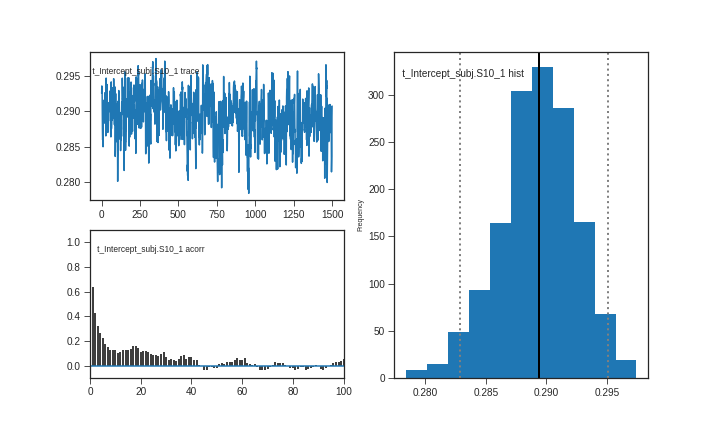 t_Intercept_subj.S10_1 trace
0.295
0.290
0.285
0.280
0 250 500 750 1000 1250 1500
t_Intercept_subj.S10_1 acorr
1.0
0.8
0.6
0.4
0.2
0.0
0 20 40 60 80 100
t_Intercept_subj.S10_1 hist
Frequency
300
250
200
150
100
50
0
0.280 0.285 0.290 0.295